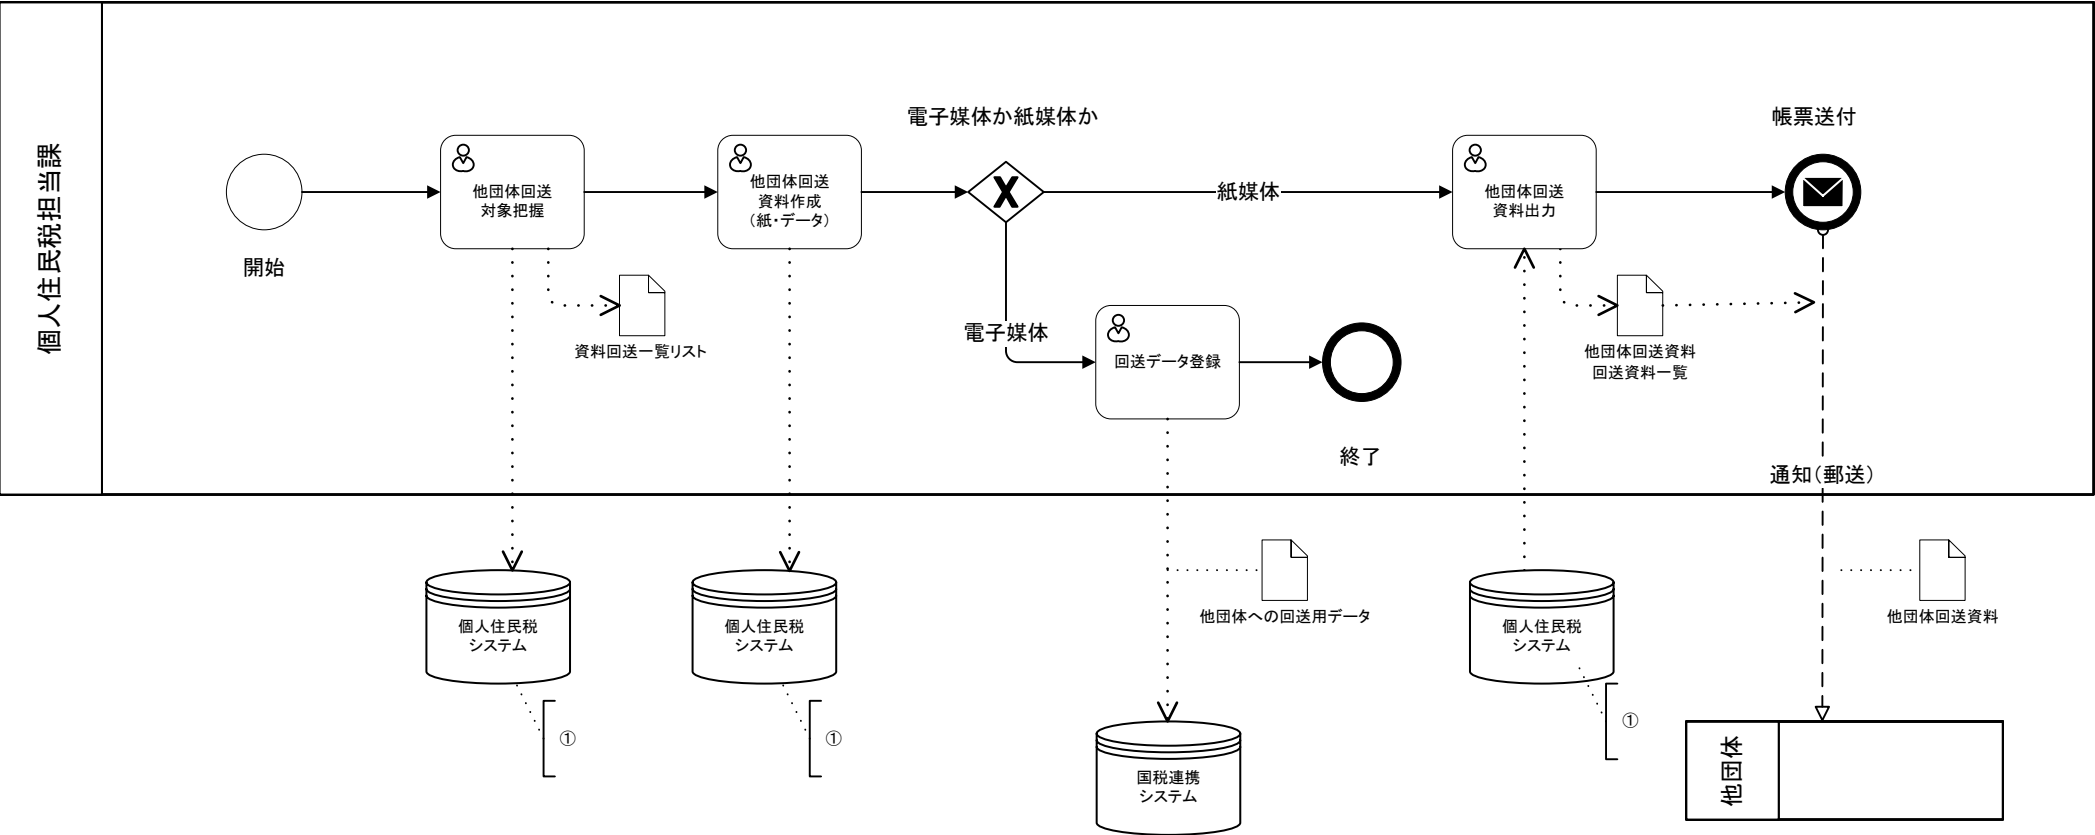 個人住民税担当課
開始
他団体回送
対象把握
資料回送一覧リスト
他団体回送
資料作成
（紙・データ）
電子媒体か紙媒体か
紙媒体
電子媒体
回送データ登録
終了
他団体回送
資料出力
他団体回送資料
回送資料一覧
帳票送付
通知（郵送）
個人住民税
システム
①
個人住民税
システム
①
他団体への回送用データ
国税連携
システム
個人住民税
システム
①
他団体回送資料
他団体